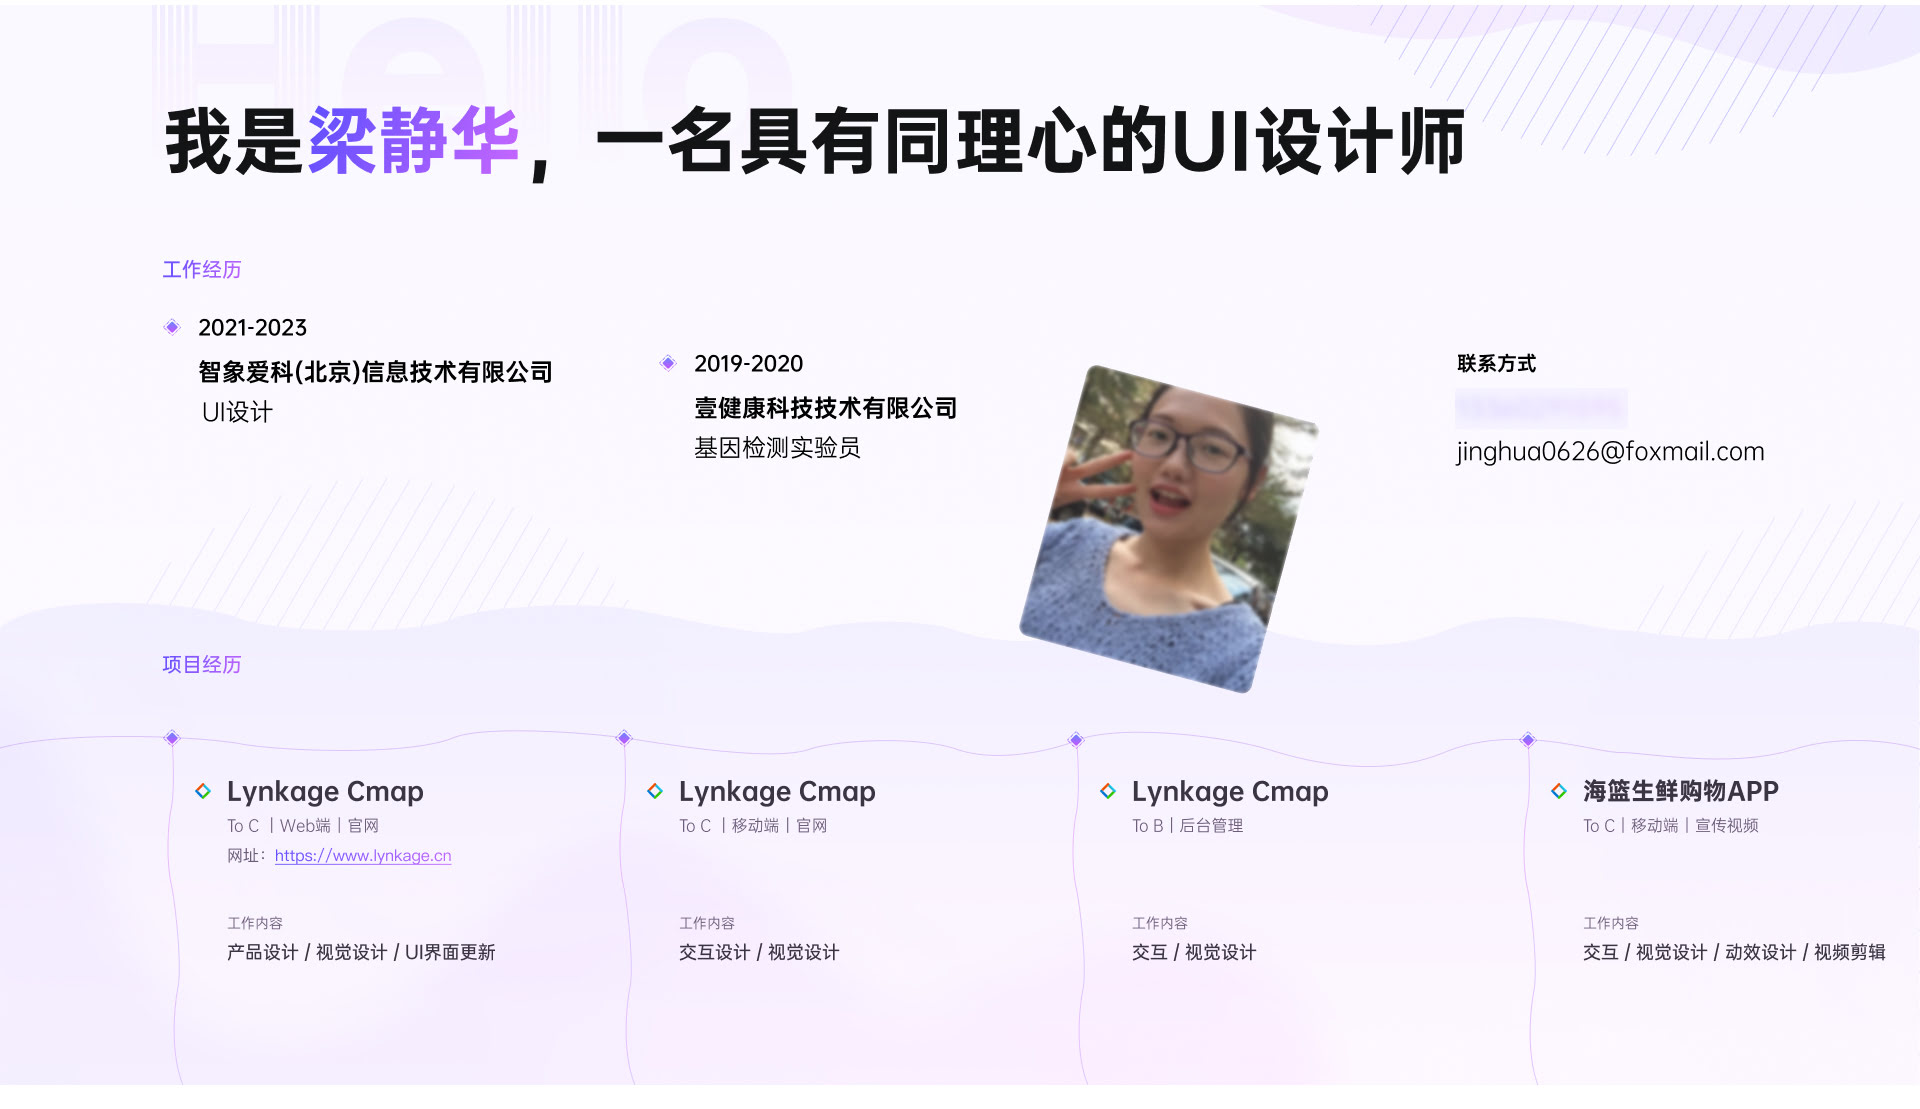 Hello
我是梁静华，一名具有同理心的UI设计师
工作经历
2021-2023
智象爱科(北京)信息技术有限公司
UI设计
2019-2020
壹健康科技技术有限公司
基因检测实验员
联系方式
jinghua0626@foxmail.com
项目经历
Lynkage Cmap
To C ｜Web端｜官网
网址：https://www.lynkage.cn
工作内容
产品设计 / 视觉设计 / UI界面更新
Lynkage Cmap
To C ｜移动端｜官网
工作内容
交互设计 / 视觉设计
Lynkage Cmap
To B｜后台管理
工作内容
交互 / 视觉设计
海篮生鲜购物APP
To C｜移动端｜宣传视频
工作内容
交互 / 视觉设计 / 动效设计 / 视频剪辑